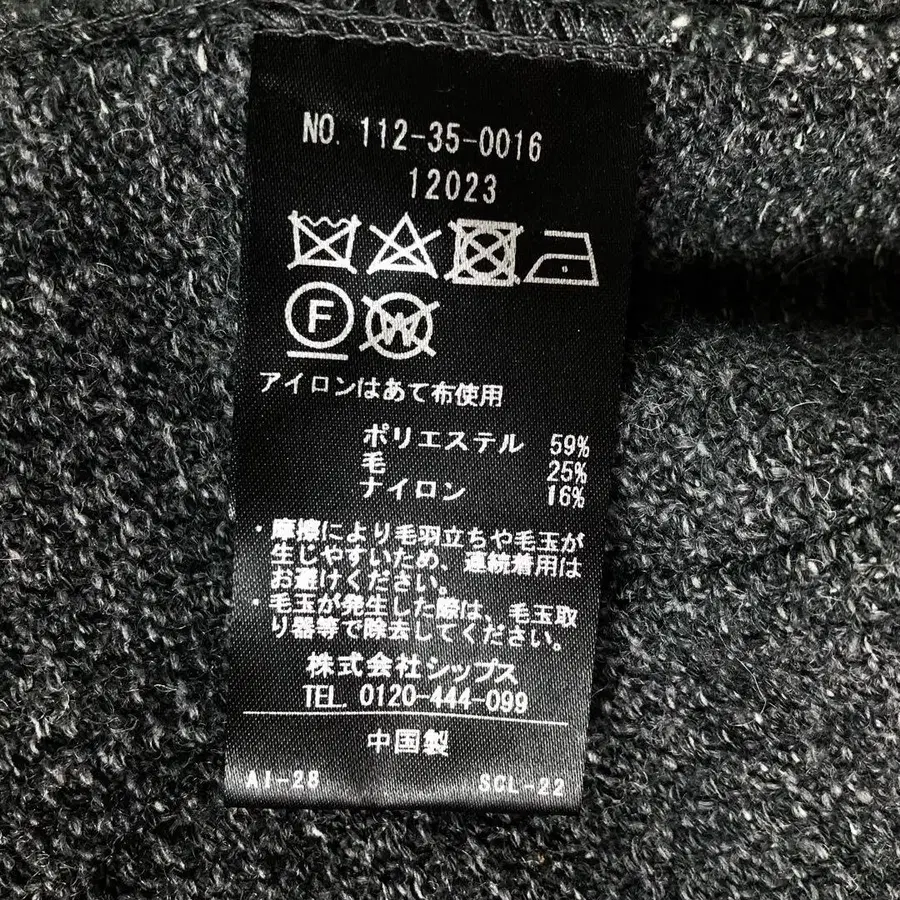 NO. 112-35-0016
12023
F
W
アイロンはあて布使用
ポリエステル 59%
毛 25%
ナイロン 16%
・摩擦により毛羽立ちや毛玉が
生じやすいため、連続着用は
お避けください。
・毛玉が発生した際は、毛玉取
り器等で除去してください。
株式会社シップス
TEL. 0120-444-099
中国製
AI-28 SCL-22